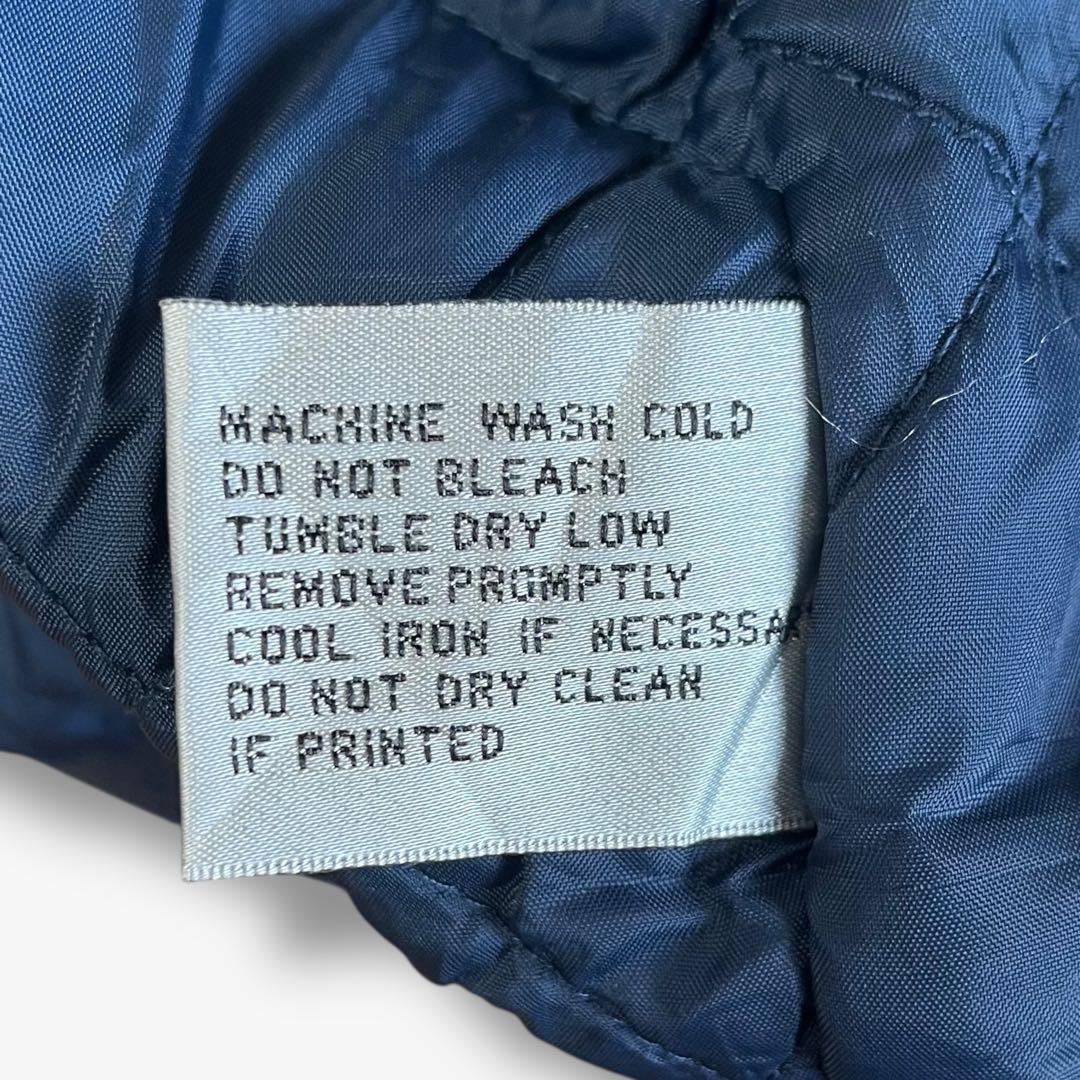 MACHINE WASH COLD
DO NOT BLEACH
TUMBLE DRY LOW
REMOVE PROMPTLY
COOL IRON IF NECESSAR
DO NOT DRY CLEAN
IF PRINTED